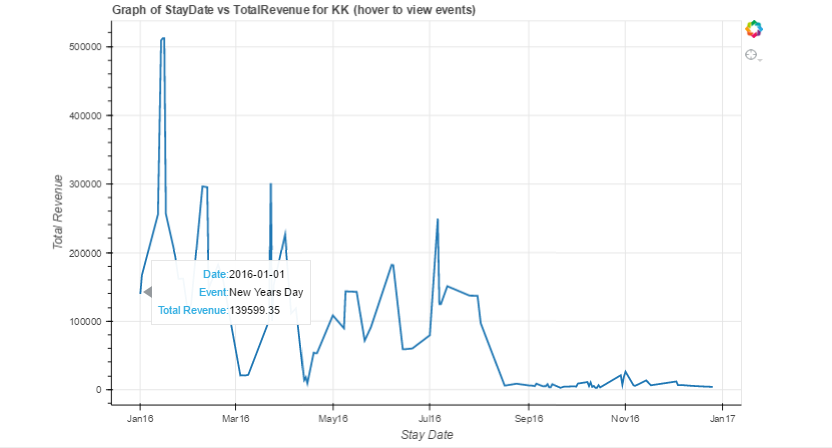 Graph of StayDate vs TotalRevenue for KK (hover to view events)
500000
400000
300000
200000
100000
0
Total Revenue
Date:2016-01-01
Event:New Years Day
Total Revenue:139599.35
Jan16 Mar16 May16 Jul16 Sep16 Nov16 Jan17
Stay Date